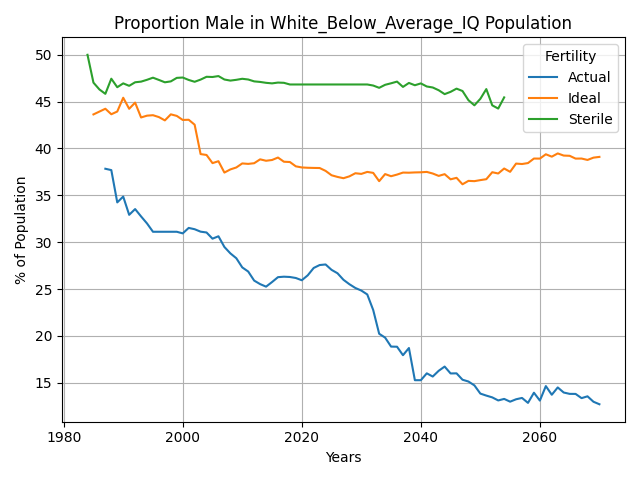 Proportion Male in White_Below_Average_IQ Population
% of Population
50
45
40
35
30
25
20
15
Fertility
Actual
Ideal
Sterile
1980
2000
2020
2040
2060
Years